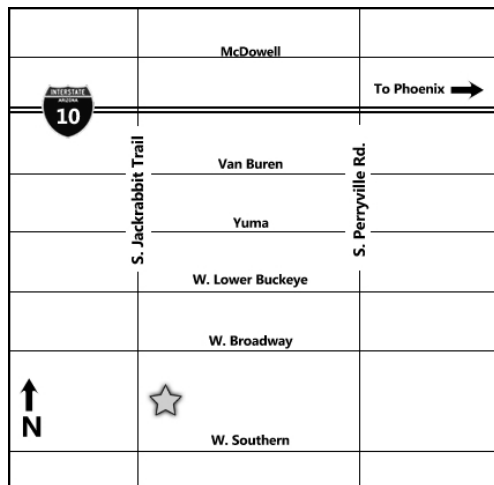 McDowell
To Phoenix
INTERSTATE
ARIZONA
10
Van Buren
S. Jackrabbit Trail
S. Perryville Rd.
Yuma
W. Lower Buckeye
W. Broadway
N
W. Southern